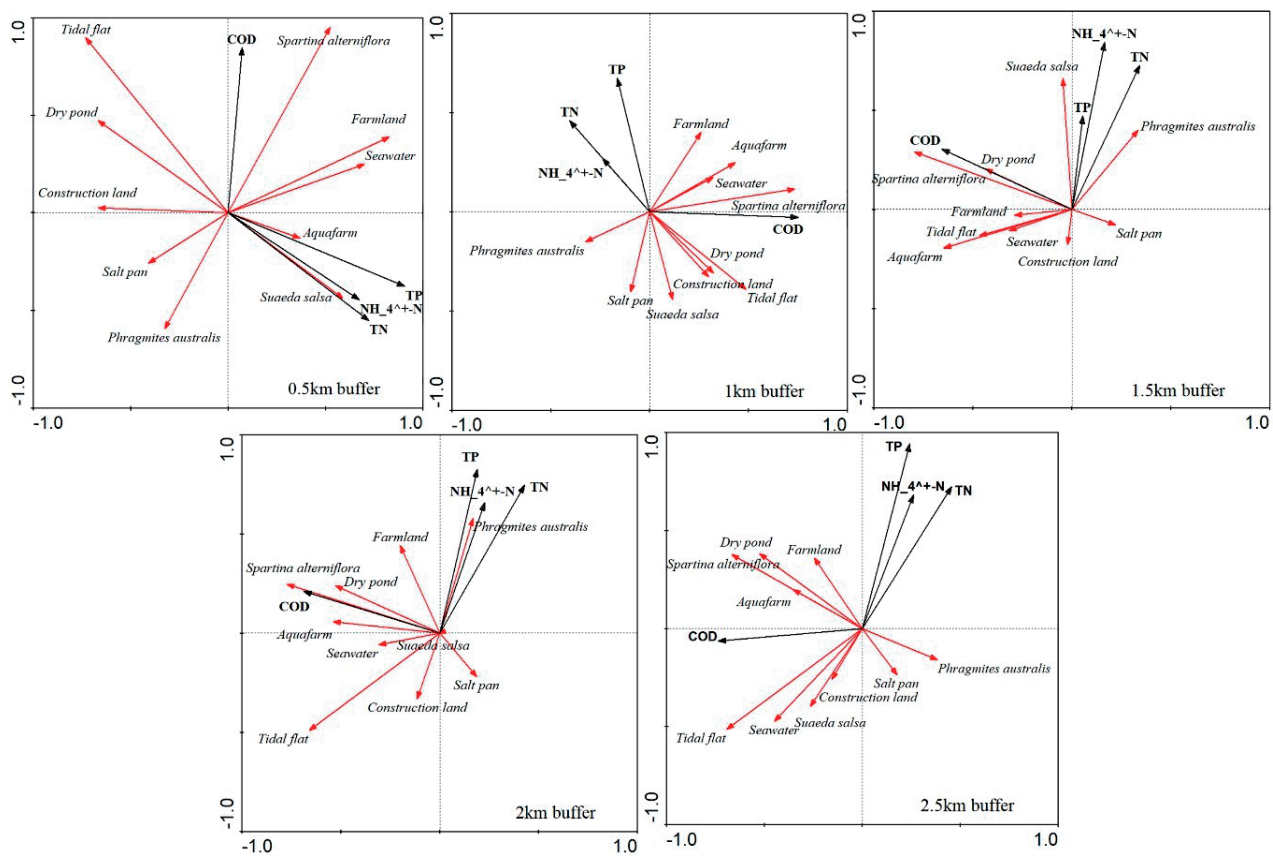 1.0
Tidal flat
COD
Spartina alterniflora
Dry pond
Farmland
Seawater
Construction land
Aquafarm
Salt pan
Suaeda salsa
TP
NH_4^+-N
TN
Phragmites australis
0.5km buffer
-1.0
-1.0
1.0
1.0
TP
TN
Farmland
Aquafarm
NH_4^+-N
Seawater
Spartina alterniflora
COD
Phragmites australis
Dry pond
Construction land
Salt pan
Tidal flat
Suaeda salsa
1km buffer
-1.0
-1.0
1.0
1.0
NH_4^+-N
TN
Suaeda salsa
TP
Phragmites australis
COD
Dry pond
Spartina alterniflora
Farmland
Tidal flat
Seawater
Salt pan
Aquafarm
Construction land
1.5km buffer
-1.0
-1.0
1.0
1.0
TP
NH_4^+-N
TN
Phragmites australis
Farmland
Spartina alterniflora
Dry pond
COD
Aquafarm
Seawater
Suaeda salsa
Salt pan
Construction land
Tidal flat
2km buffer
-1.0
-1.0
1.0
1.0
TP
NH_4^+-N
TN
Dry pond
Farmland
Spartina alterniflora
Aquafarm
COD
Phragmites australis
Salt pan
Construction land
Suaeda salsa
Seawater
Tidal flat
2.5km buffer
-1.0
-1.0
1.0